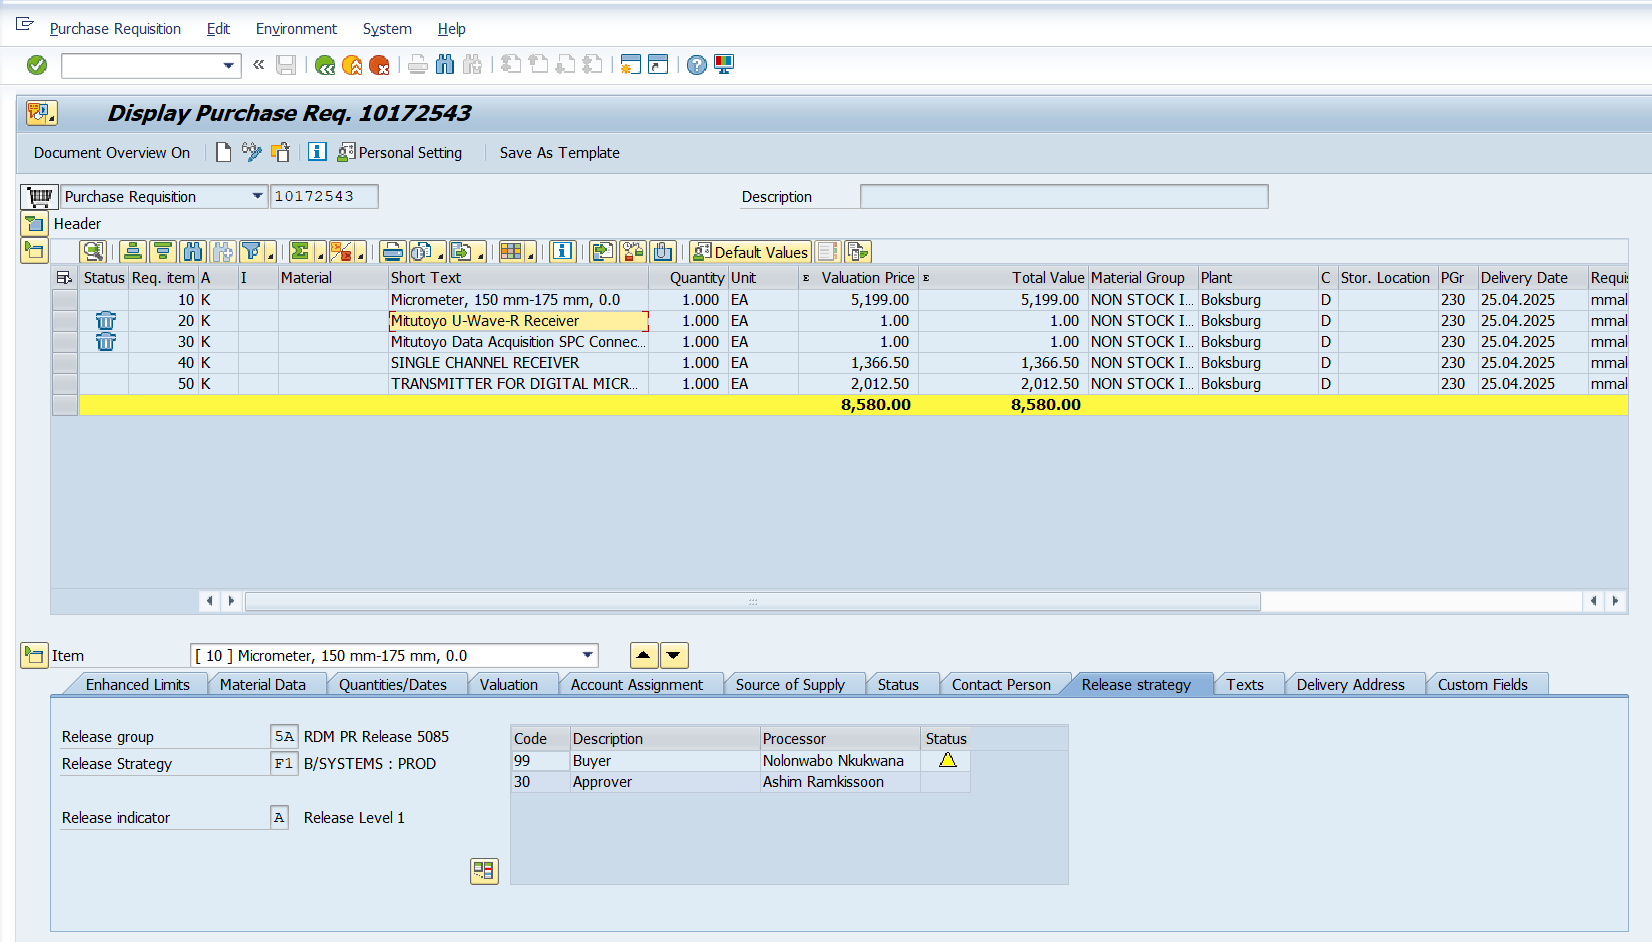 Purchase Requisition Edit Environment System Help
Display Purchase Req. 10172543
Document Overview On Personal Setting Save As Template
Purchase Requisition 10172543 Description
Header
Default Values
Status Req. item A I Material Short Text Quantity Unit Σ Valuation Price Σ Total Value Material Group Plant C Stor. Location PGr Delivery Date Requis
10 K Micrometer, 150 mm-175 mm, 0.0 1.000 EA 5,199.00 5,199.00 NON STOCK I... Boksburg D 230 25.04.2025 mmal
20 K Mitutoyo U-Wave-R Receiver 1.000 EA 1.00 1.00 NON STOCK I... Boksburg D 230 25.04.2025 mmal
30 K Mitutoyo Data Acquisition SPC Connec... 1.000 EA 1.00 1.00 NON STOCK I... Boksburg D 230 25.04.2025 mmal
40 K SINGLE CHANNEL RECEIVER 1.000 EA 1,366.50 1,366.50 NON STOCK I... Boksburg D 230 25.04.2025 mmal
50 K TRANSMITTER FOR DIGITAL MICR... 1.000 EA 2,012.50 2,012.50 NON STOCK I... Boksburg D 230 25.04.2025 mmal
8,580.00 8,580.00
Item [ 10 ] Micrometer, 150 mm-175 mm, 0.0
Enhanced Limits Material Data Quantities/Dates Valuation Account Assignment Source of Supply Status Contact Person Release strategy Texts Delivery Address Custom Fields
Release group 5A RDM PR Release 5085
Release Strategy F1 B/SYSTEMS : PROD
Release indicator A Release Level 1
Code Description Processor Status
99 Buyer Nolonwabo Nkukwana
30 Approver Ashim Ramkissoon